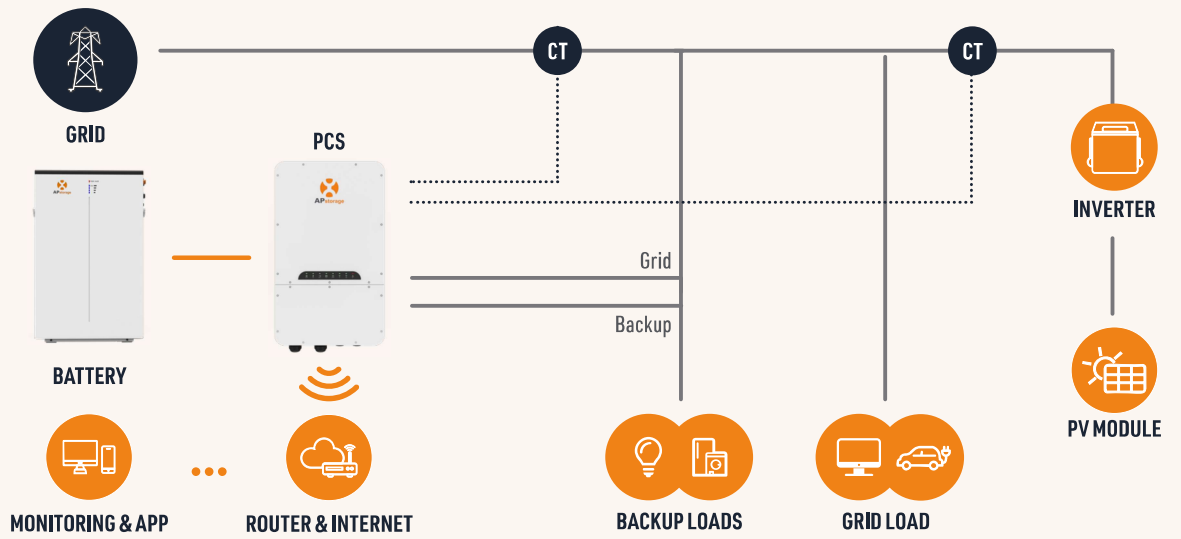 CT
CT
GRID
PCS
APstorage
APstorage
INVERTER
Grid
Backup
BATTERY
PV MODULE
MONITORING & APP
ROUTER & INTERNET
BACKUP LOADS
GRID LOAD